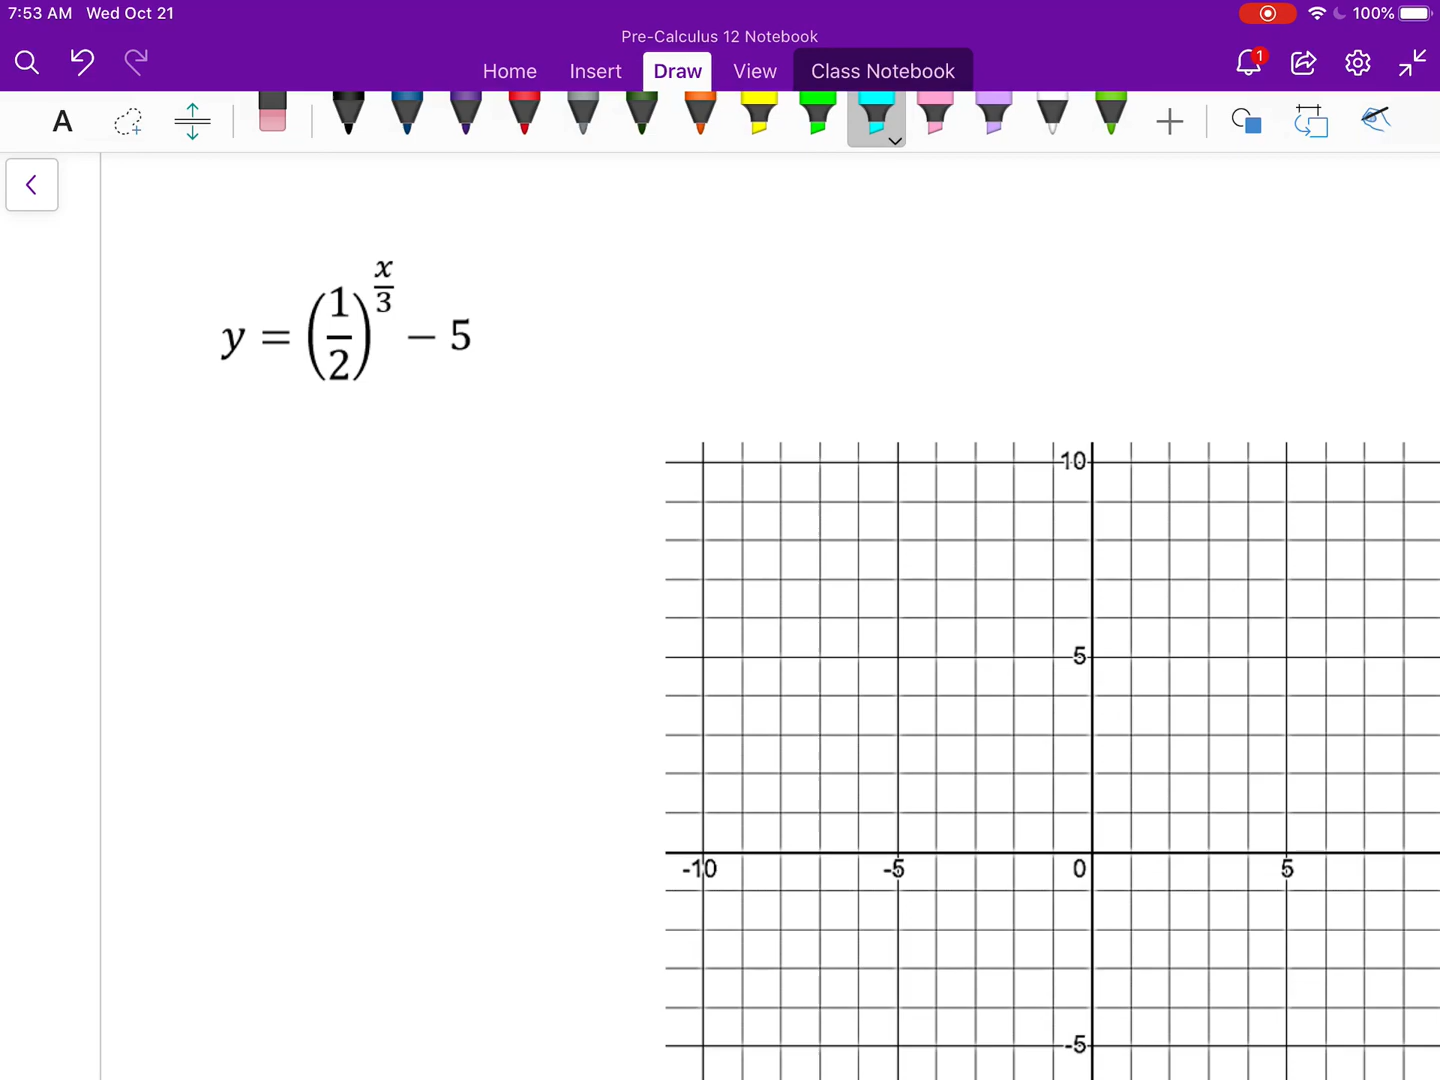 7:53 AM Wed Oct 21 100%
Pre-Calculus 12 Notebook
1
Home Insert Draw View Class Notebook
A
y = (1/2)^(x/3) − 5
10
5
-10 -5 0 5
-5